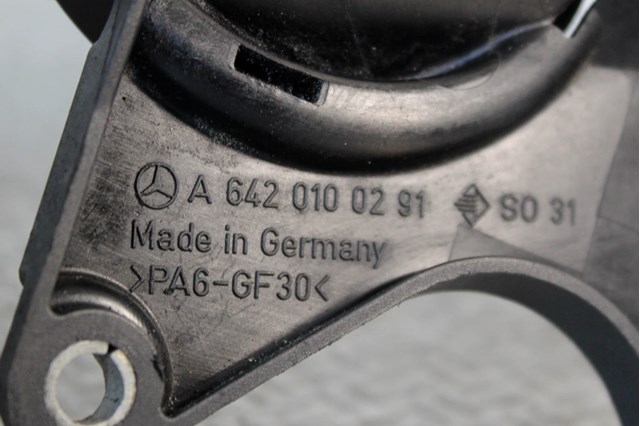 A 642 010 02 91 SO 31
Made in Germany
>PA6-GF30<